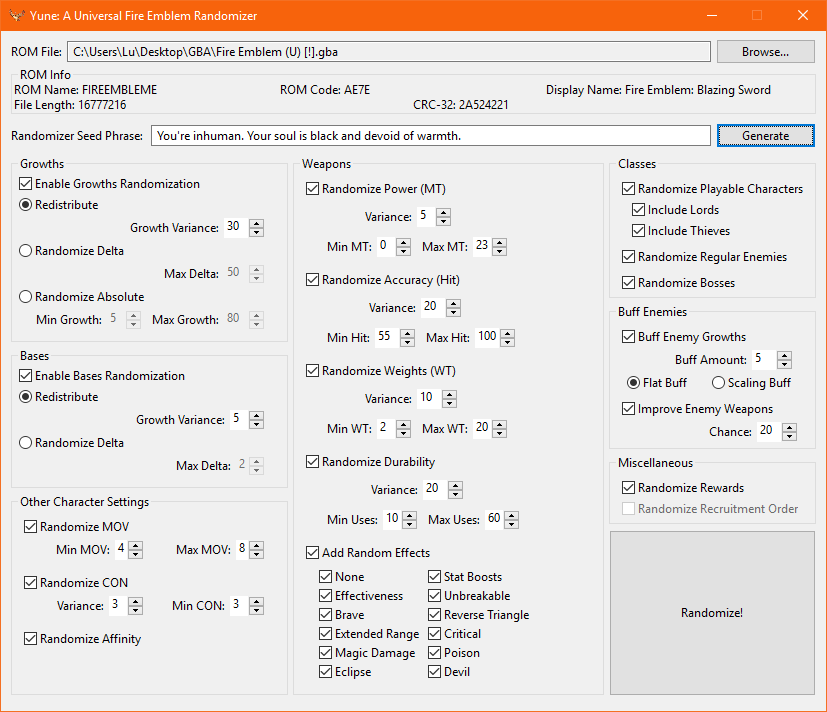 Yune: A Universal Fire Emblem Randomizer
ROM File: C:\Users\Lu\Desktop\GBA\Fire Emblem (U) [!].gba Browse...
ROM Info
ROM Name: FIREEMBLEME ROM Code: AE7E Display Name: Fire Emblem: Blazing Sword
File Length: 16777216 CRC-32: 2A524221
Randomizer Seed Phrase: You're inhuman. Your soul is black and devoid of warmth. Generate
Growths
Enable Growths Randomization
Redistribute
Growth Variance: 30
Randomize Delta
Max Delta: 50
Randomize Absolute
Min Growth: 5 Max Growth: 80
Bases
Enable Bases Randomization
Redistribute
Growth Variance: 5
Randomize Delta
Max Delta: 2
Other Character Settings
Randomize MOV
Min MOV: 4 Max MOV: 8
Randomize CON
Variance: 3 Min CON: 3
Randomize Affinity
Weapons
Randomize Power (MT)
Variance: 5
Min MT: 0 Max MT: 23
Randomize Accuracy (Hit)
Variance: 20
Min Hit: 55 Max Hit: 100
Randomize Weights (WT)
Variance: 10
Min WT: 2 Max WT: 20
Randomize Durability
Variance: 20
Min Uses: 10 Max Uses: 60
Add Random Effects
None Stat Boosts
Effectiveness Unbreakable
Brave Reverse Triangle
Extended Range Critical
Magic Damage Poison
Eclipse Devil
Classes
Randomize Playable Characters
Include Lords
Include Thieves
Randomize Regular Enemies
Randomize Bosses
Buff Enemies
Buff Enemy Growths
Buff Amount: 5
Flat Buff Scaling Buff
Improve Enemy Weapons
Chance: 20
Miscellaneous
Randomize Rewards
Randomize Recruitment Order
Randomize!